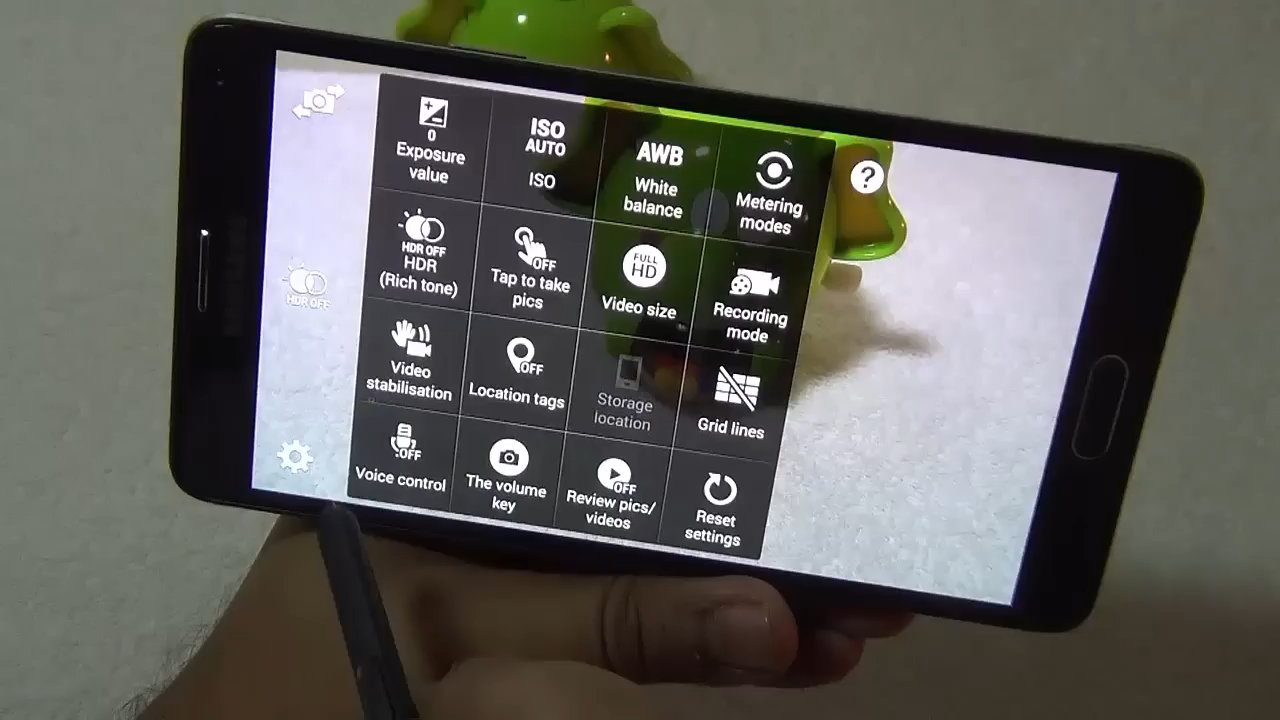 0
Exposure
value
ISO
AUTO
ISO
AWB
White
balance
Metering
modes
?
HDR OFF
HDR OFF
HDR
(Rich tone)
OFF
Tap to take
pics
FULL
HD
Video size
Recording
mode
Video
stabilisation
OFF
Location tags
Storage
location
Grid lines
OFF
Voice control
The volume
key
OFF
Review pics/
videos
Reset
settings